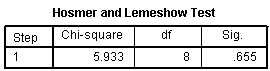 Hosmer and Lemeshow Test
Step Chi-square df Sig.
1 5.933 8 .655